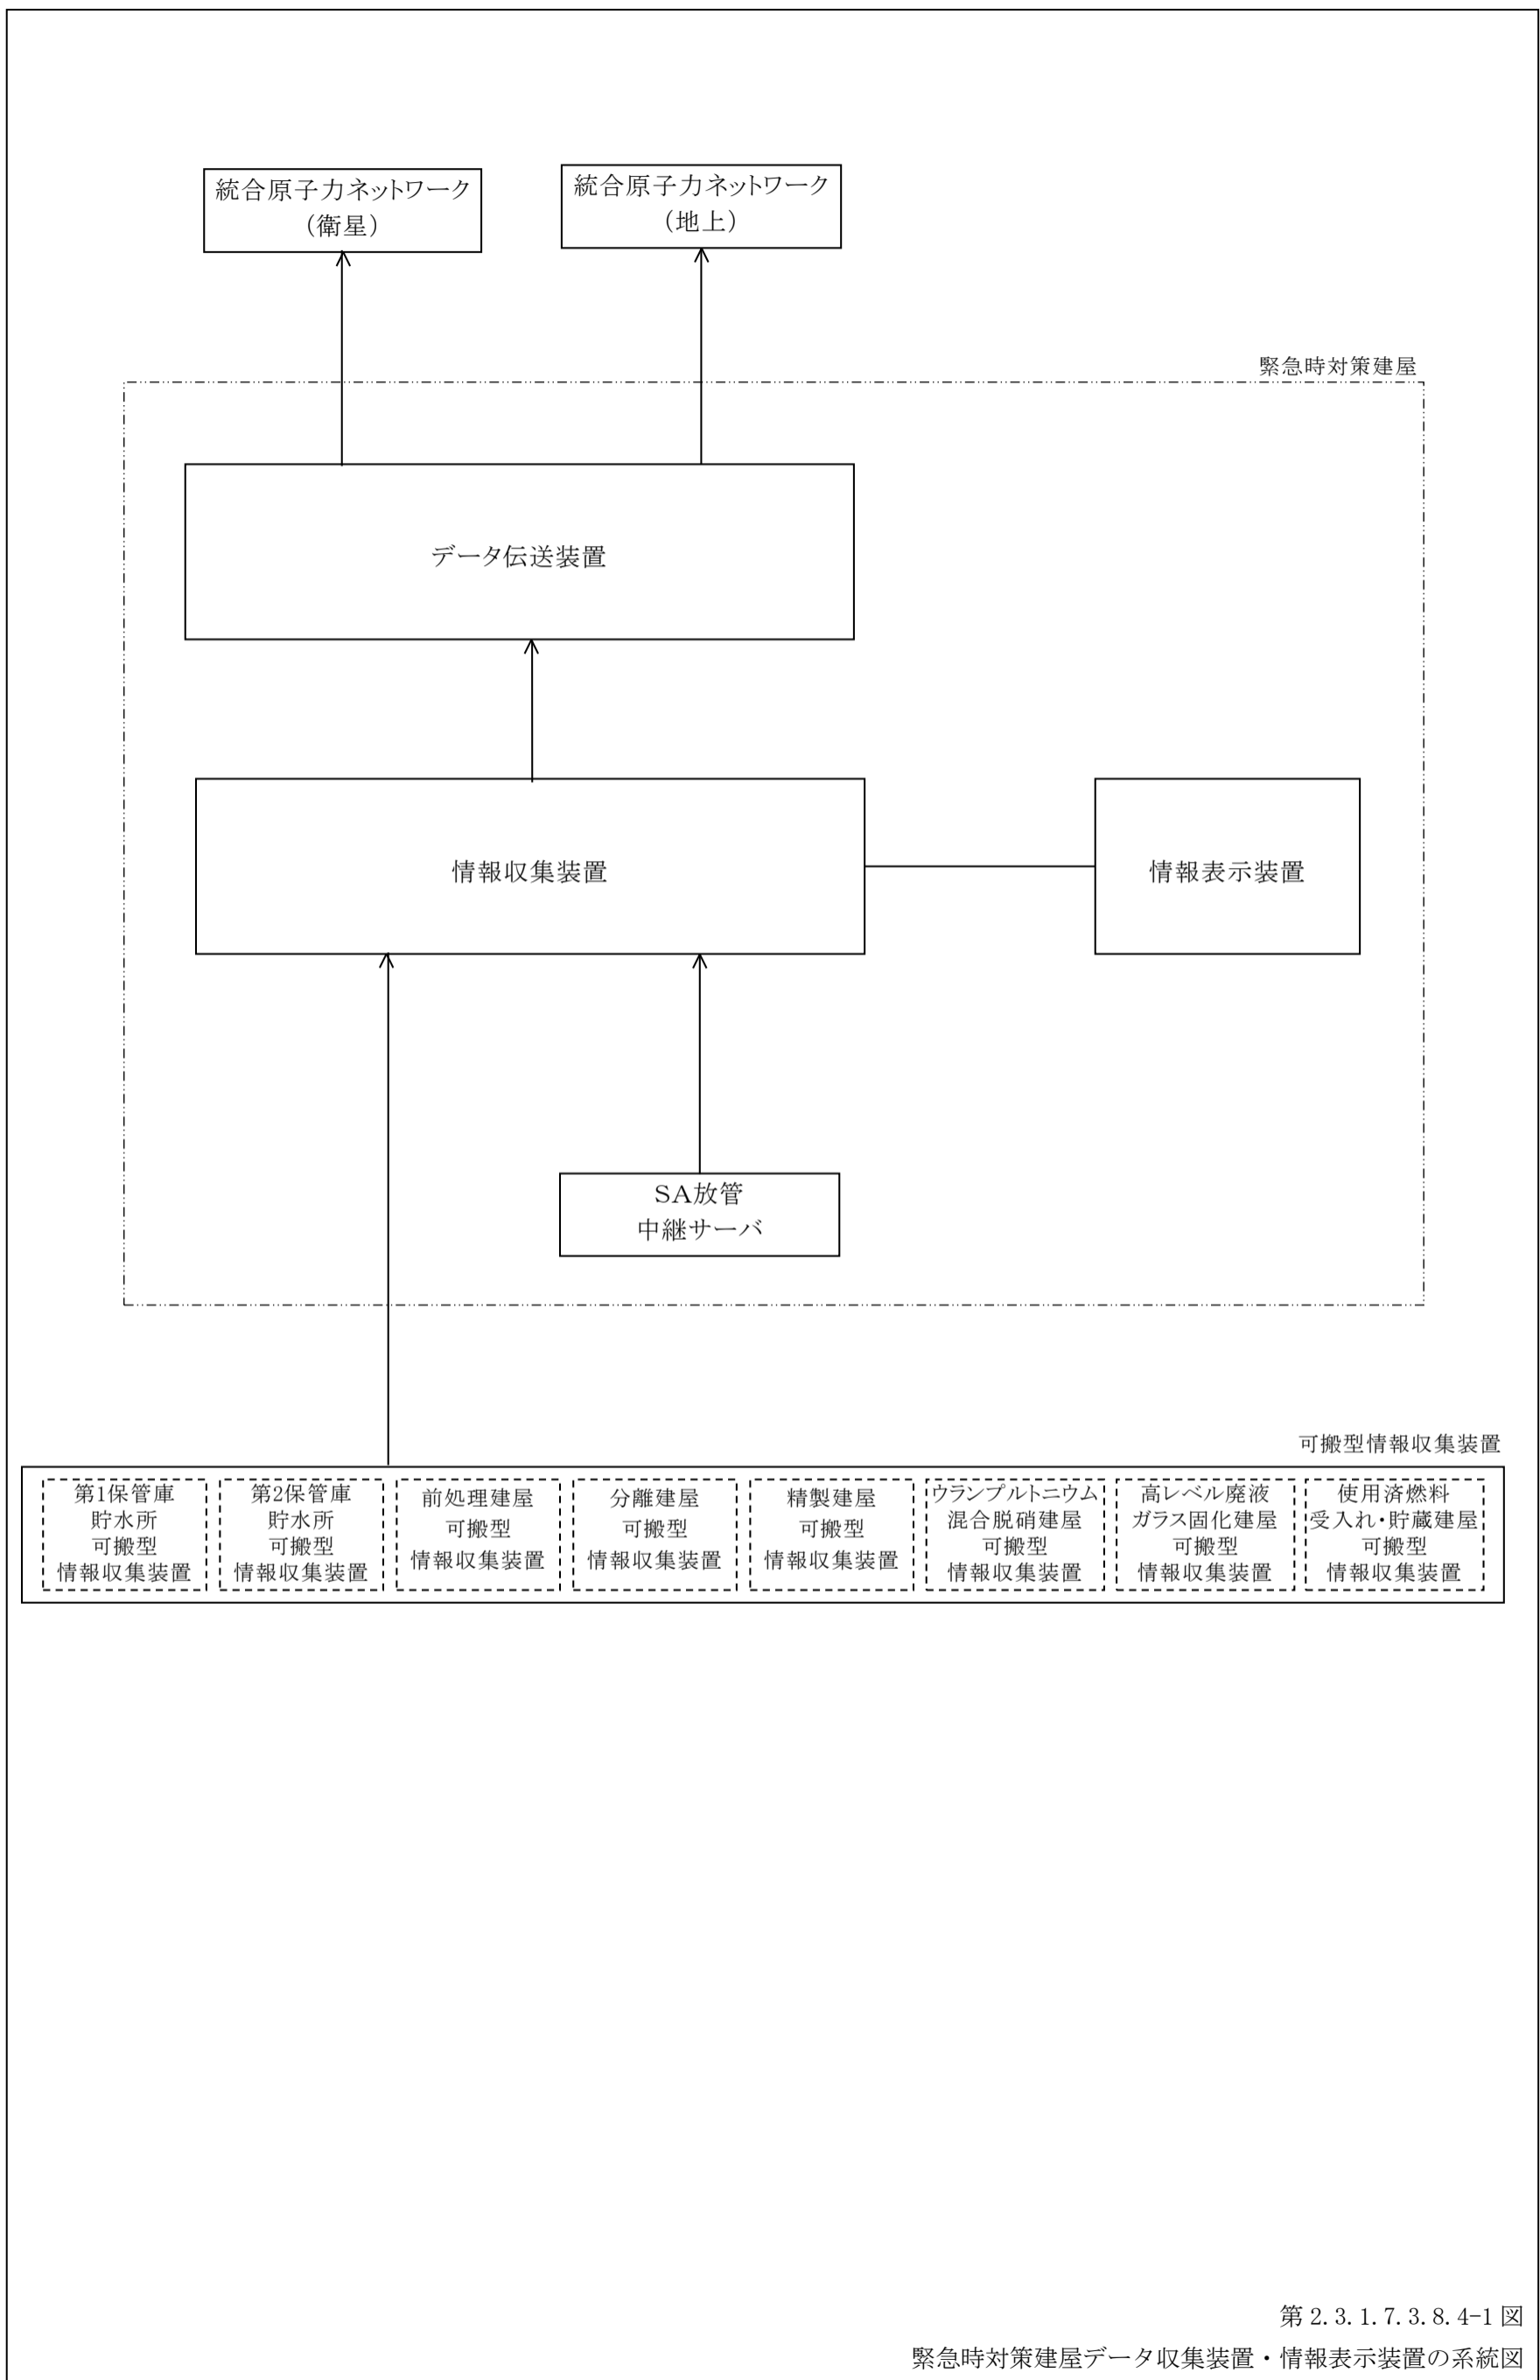 統合原子力ネットワーク
（衛星）
統合原子力ネットワーク
（地上）
緊急時対策建屋
データ伝送装置
情報収集装置
情報表示装置
SA放管
中継サーバ
可搬型情報収集装置
第1保管庫
貯水所
可搬型
情報収集装置
第2保管庫
貯水所
可搬型
情報収集装置
前処理建屋
可搬型
情報収集装置
分離建屋
可搬型
情報収集装置
精製建屋
可搬型
情報収集装置
ウランプルトニウム
混合脱硝建屋
可搬型
情報収集装置
高レベル廃液
ガラス固化建屋
可搬型
情報収集装置
使用済燃料
受入れ・貯蔵建屋
可搬型
情報収集装置
第 2.3.1.7.3.8.4-1 図
緊急時対策建屋データ収集装置・情報表示装置の系統図